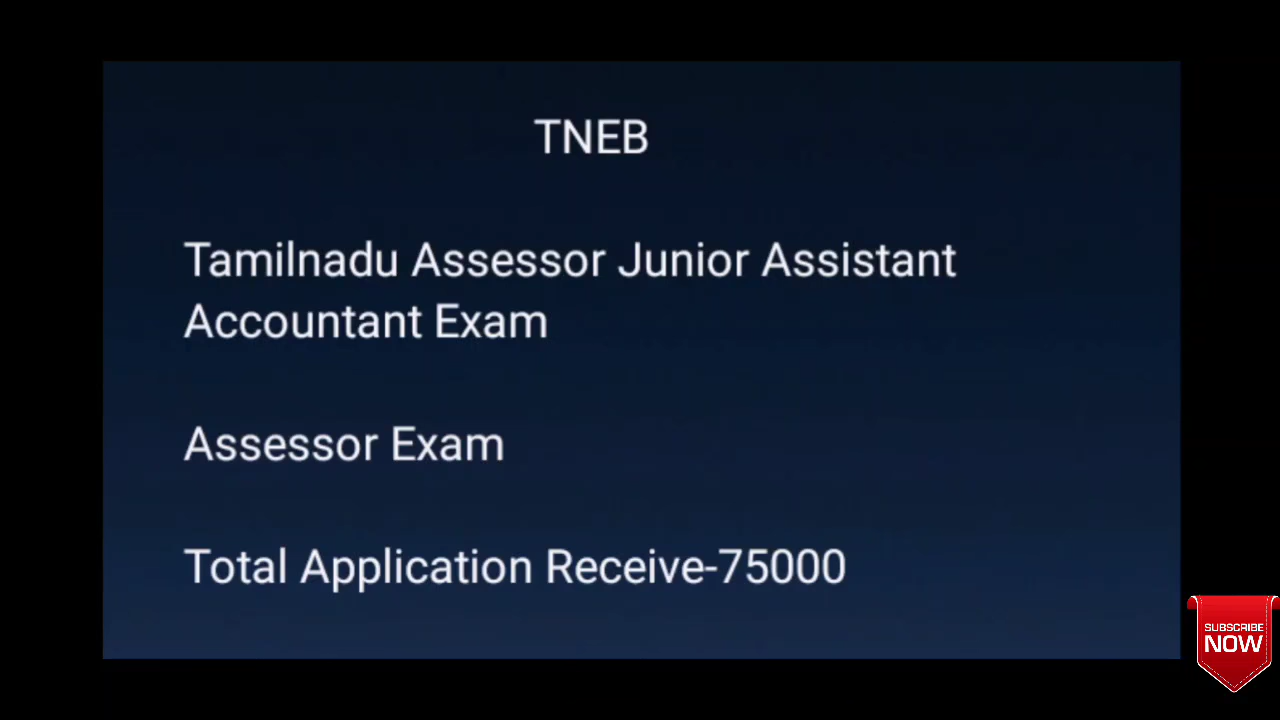 TNEB
Tamilnadu Assessor Junior Assistant
Accountant Exam
Assessor Exam
Total Application Receive-75000
SUBSCRIBE
NOW